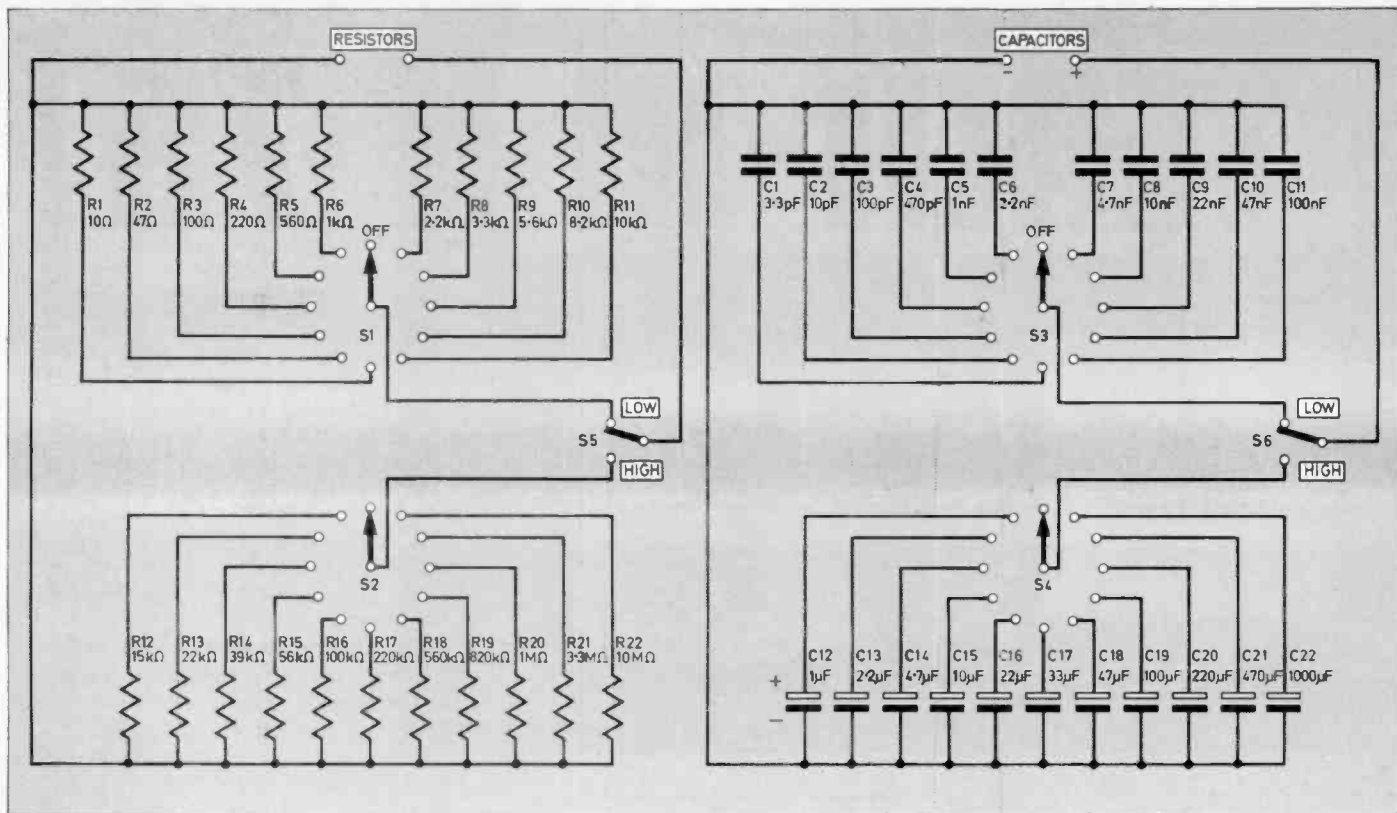 RESISTORS
R1
10Ω
R2
47Ω
R3
100Ω
R4
220Ω
R5
560Ω
R6
1kΩ
R7
2·2kΩ
R8
3·3kΩ
R9
5·6kΩ
R10
8·2kΩ
R11
10kΩ
OFF
S1
LOW
S5
HIGH
S2
R12
15kΩ
R13
22kΩ
R14
39kΩ
R15
56kΩ
R16
100kΩ
R17
220kΩ
R18
560kΩ
R19
820kΩ
R20
1MΩ
R21
3·3MΩ
R22
10MΩ
CAPACITORS
– +
C1
3·3pF
C2
10pF
C3
100pF
C4
470pF
C5
1nF
C6
2·2nF
C7
4·7nF
C8
10nF
C9
22nF
C10
47nF
C11
100nF
OFF
S3
LOW
S6
HIGH
S4
C12
1µF
C13
2·2µF
C14
4·7µF
C15
10µF
C16
22µF
C17
33µF
C18
47µF
C19
100µF
C20
220µF
C21
470µF
C22
1000µF
+
–